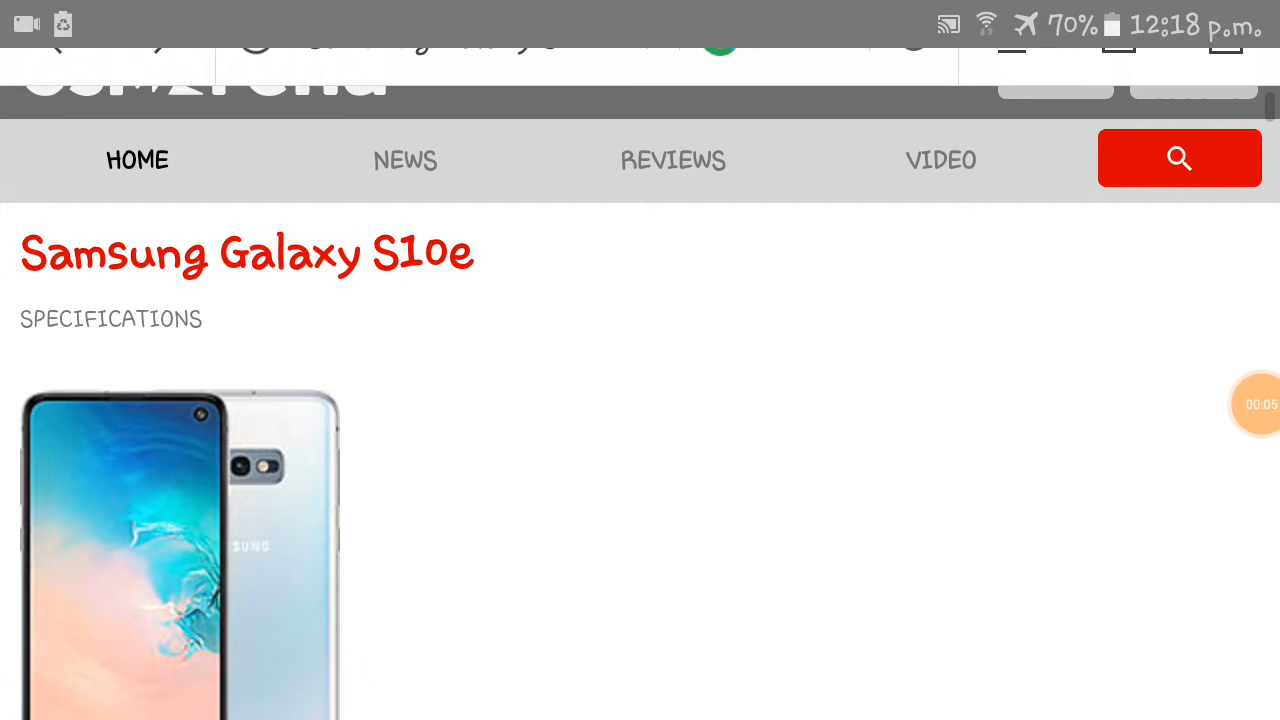 70% 12:18 p.m.
HOME NEWS REVIEWS VIDEO
Samsung Galaxy S10e
SPECIFICATIONS
SUNG
00:05